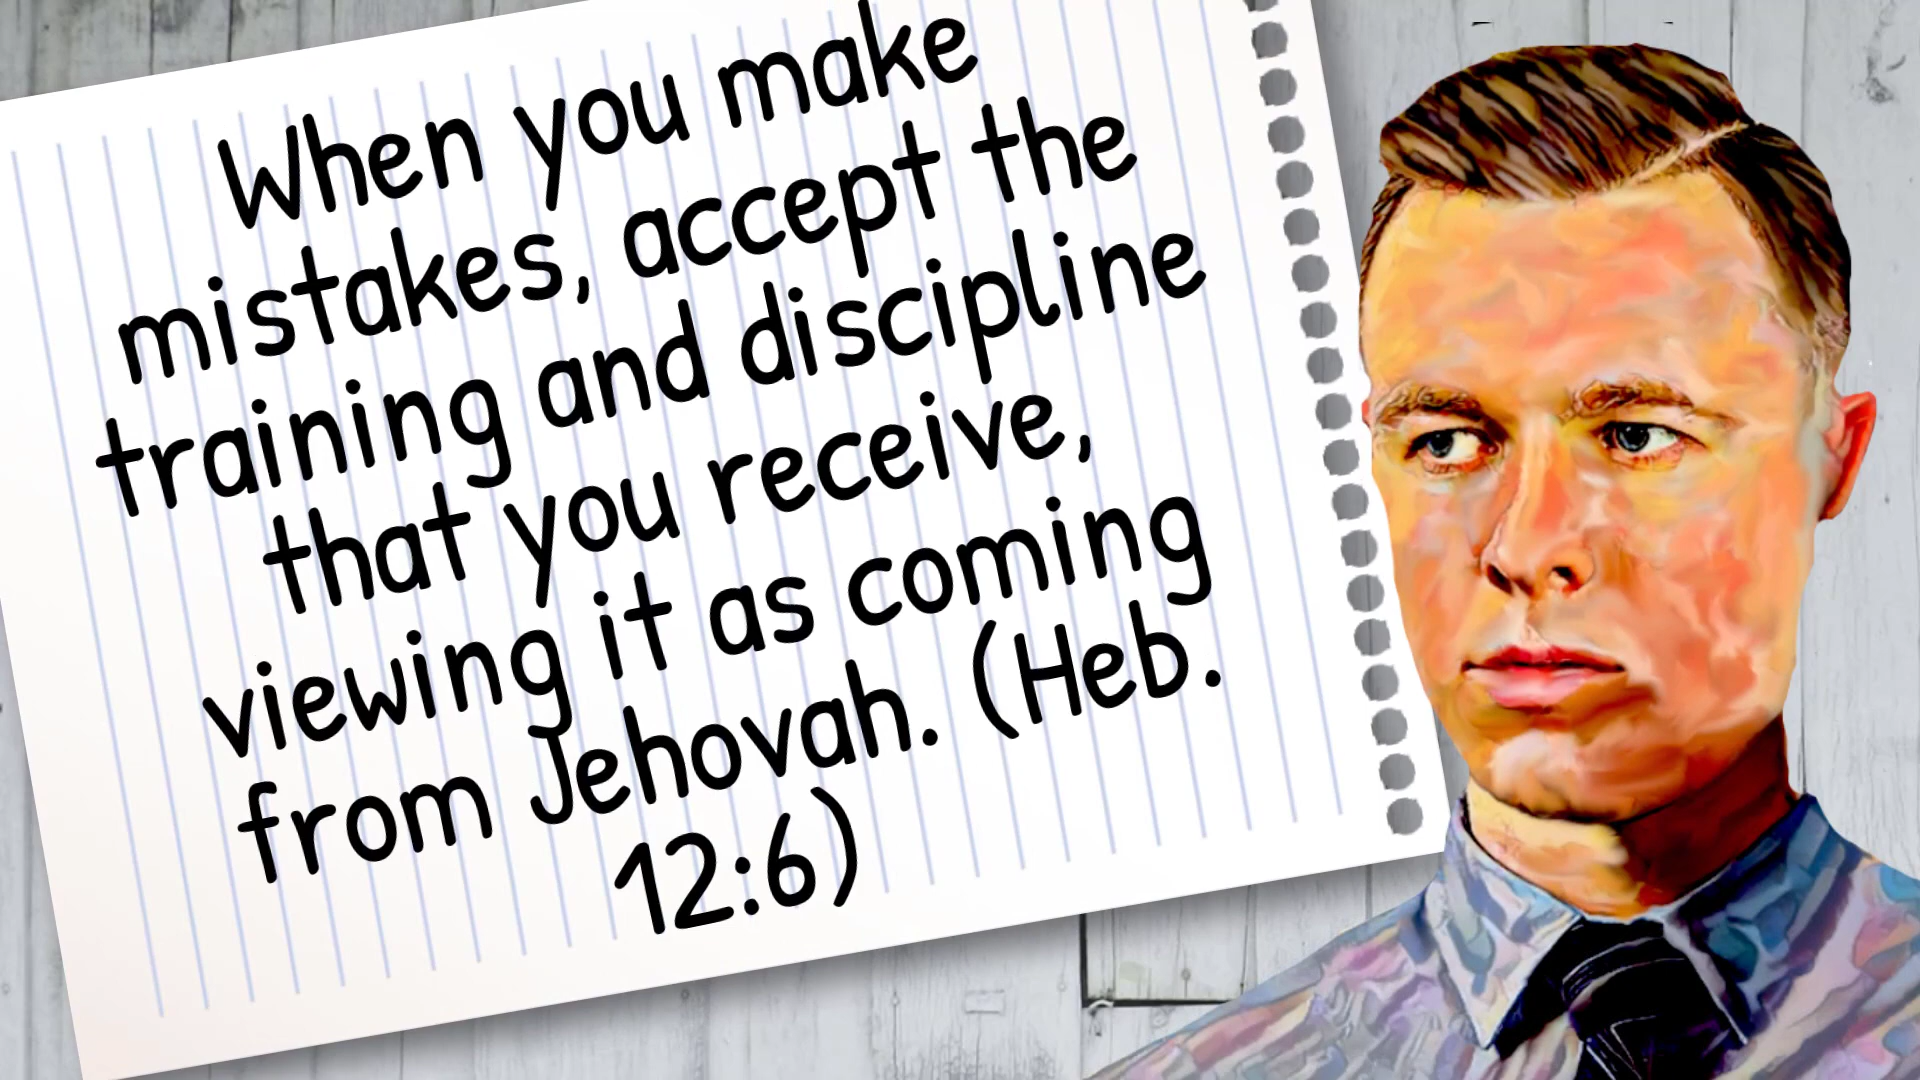 When you make
mistakes, accept the
training and discipline
that you receive,
viewing it as coming
from Jehovah. (Heb.
12:6)